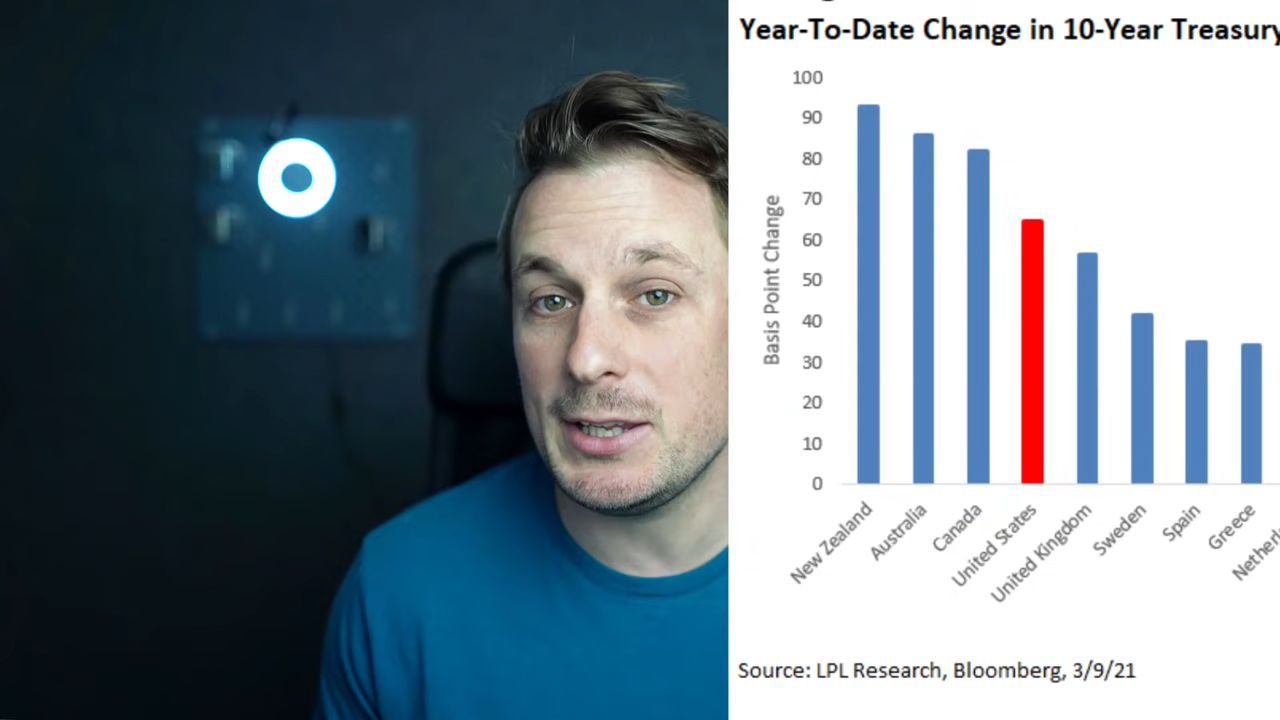 Year-To-Date Change in 10-Year Treasury
100
90
80
70
60
50
40
30
20
10
0
Basis Point Change
New Zealand
Australia
Canada
United States
United Kingdom
Sweden
Spain
Greece
Source: LPL Research, Bloomberg, 3/9/21